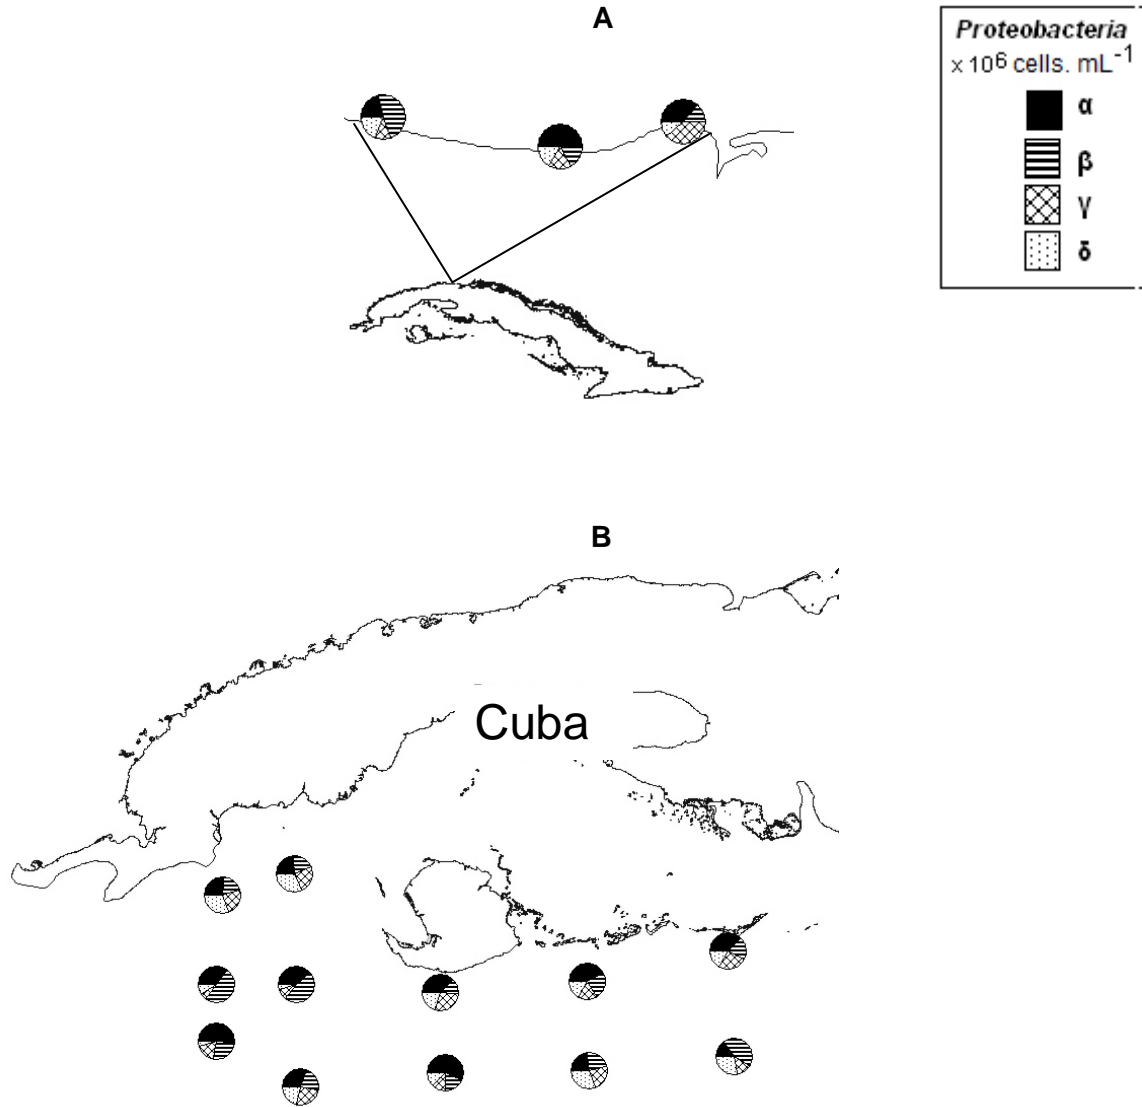 A
Proteobacteria
x 10⁶ cells. mL⁻¹
α
β
γ
δ
B
Cuba